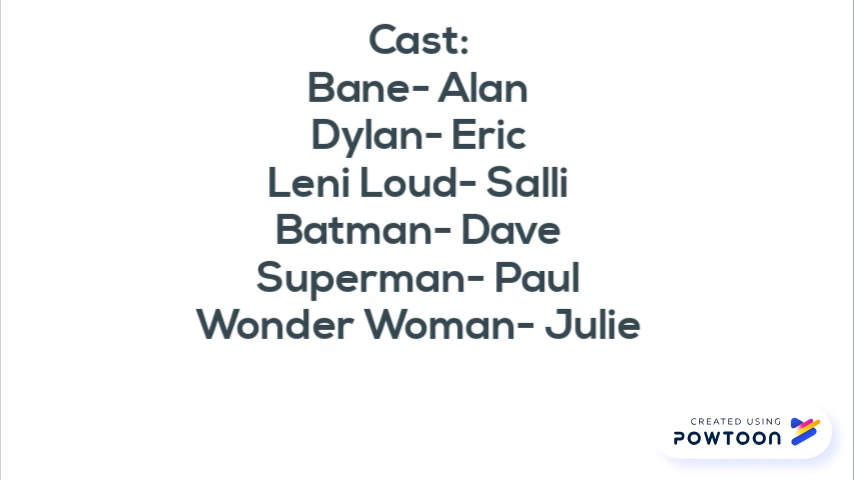 Cast:
Bane- Alan
Dylan- Eric
Leni Loud- Salli
Batman- Dave
Superman- Paul
Wonder Woman- Julie
CREATED USING
POWTOON